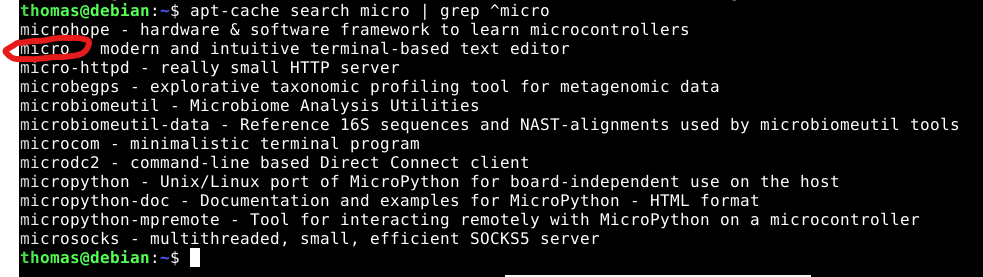 thomas@debian:~$ apt-cache search micro | grep ^micro
microhope - hardware & software framework to learn microcontrollers
micro modern and intuitive terminal-based text editor
micro-httpd - really small HTTP server
microbegps - explorative taxonomic profiling tool for metagenomic data
microbiomeutil - Microbiome Analysis Utilities
microbiomeutil-data - Reference 16S sequences and NAST-alignments used by microbiomeutil tools
microcom - minimalistic terminal program
microdc2 - command-line based Direct Connect client
micropython - Unix/Linux port of MicroPython for board-independent use on the host
micropython-doc - Documentation and examples for MicroPython - HTML format
micropython-mpremote - Tool for interacting remotely with MicroPython on a microcontroller
microsocks - multithreaded, small, efficient SOCKS5 server
thomas@debian:~$